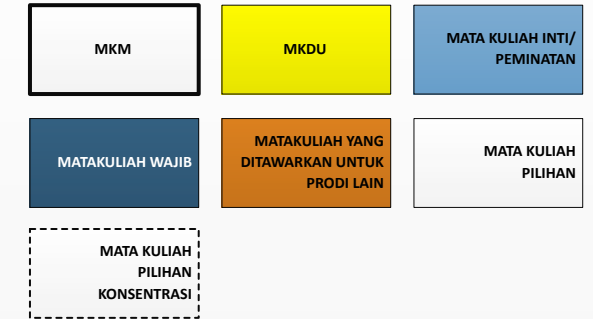 MKM
MKDU
MATA KULIAH INTI/
PEMINATAN
MATAKULIAH WAJIB
MATAKULIAH YANG
DITAWARKAN UNTUK
PRODI LAIN
MATA KULIAH
PILIHAN
MATA KULIAH
PILIHAN
KONSENTRASI